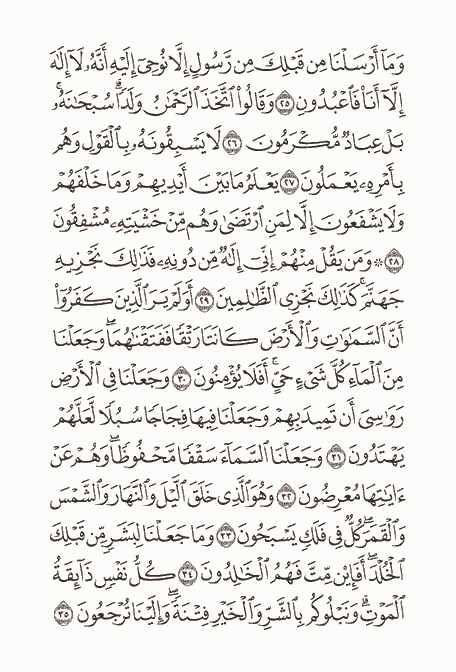 وَمَآ أَرْسَلْنَا مِن قَبْلِكَ مِن رَّسُولٍ إِلَّا نُوحِىٓ إِلَيْهِ أَنَّهُۥ لَآ إِلَٰهَ
إِلَّآ أَنَا۠ فَٱعْبُدُونِ ۝٢٥ وَقَالُوا۟ ٱتَّخَذَ ٱلرَّحْمَٰنُ وَلَدًا ۗ سُبْحَٰنَهُۥ ۚ
بَلْ عِبَادٌ مُّكْرَمُونَ ۝٢٦ لَا يَسْبِقُونَهُۥ بِٱلْقَوْلِ وَهُم
بِأَمْرِهِۦ يَعْمَلُونَ ۝٢٧ يَعْلَمُ مَا بَيْنَ أَيْدِيهِمْ وَمَا خَلْفَهُمْ
وَلَا يَشْفَعُونَ إِلَّا لِمَنِ ٱرْتَضَىٰ وَهُم مِّنْ خَشْيَتِهِۦ مُشْفِقُونَ
۝٢٨ ۞ وَمَن يَقُلْ مِنْهُمْ إِنِّىٓ إِلَٰهٌ مِّن دُونِهِۦ فَذَٰلِكَ نَجْزِيهِ
جَهَنَّمَ ۚ كَذَٰلِكَ نَجْزِى ٱلظَّٰلِمِينَ ۝٢٩ أَوَلَمْ يَرَ ٱلَّذِينَ كَفَرُوٓا۟
أَنَّ ٱلسَّمَٰوَٰتِ وَٱلْأَرْضَ كَانَتَا رَتْقًا فَفَتَقْنَٰهُمَا ۖ وَجَعَلْنَا
مِنَ ٱلْمَآءِ كُلَّ شَىْءٍ حَىٍّ ۖ أَفَلَا يُؤْمِنُونَ ۝٣٠ وَجَعَلْنَا فِى ٱلْأَرْضِ
رَوَٰسِىَ أَن تَمِيدَ بِهِمْ وَجَعَلْنَا فِيهَا فِجَاجًا سُبُلًا لَّعَلَّهُمْ
يَهْتَدُونَ ۝٣١ وَجَعَلْنَا ٱلسَّمَآءَ سَقْفًا مَّحْفُوظًا ۖ وَهُمْ عَنْ
ءَايَٰتِهَا مُعْرِضُونَ ۝٣٢ وَهُوَ ٱلَّذِى خَلَقَ ٱلَّيْلَ وَٱلنَّهَارَ وَٱلشَّمْسَ
وَٱلْقَمَرَ ۖ كُلٌّ فِى فَلَكٍ يَسْبَحُونَ ۝٣٣ وَمَا جَعَلْنَا لِبَشَرٍ مِّن قَبْلِكَ
ٱلْخُلْدَ ۖ أَفَإِي۟ن مِّتَّ فَهُمُ ٱلْخَٰلِدُونَ ۝٣٤ كُلُّ نَفْسٍ ذَآئِقَةُ
ٱلْمَوْتِ ۗ وَنَبْلُوكُم بِٱلشَّرِّ وَٱلْخَيْرِ فِتْنَةً ۖ وَإِلَيْنَا تُرْجَعُونَ ۝٣٥